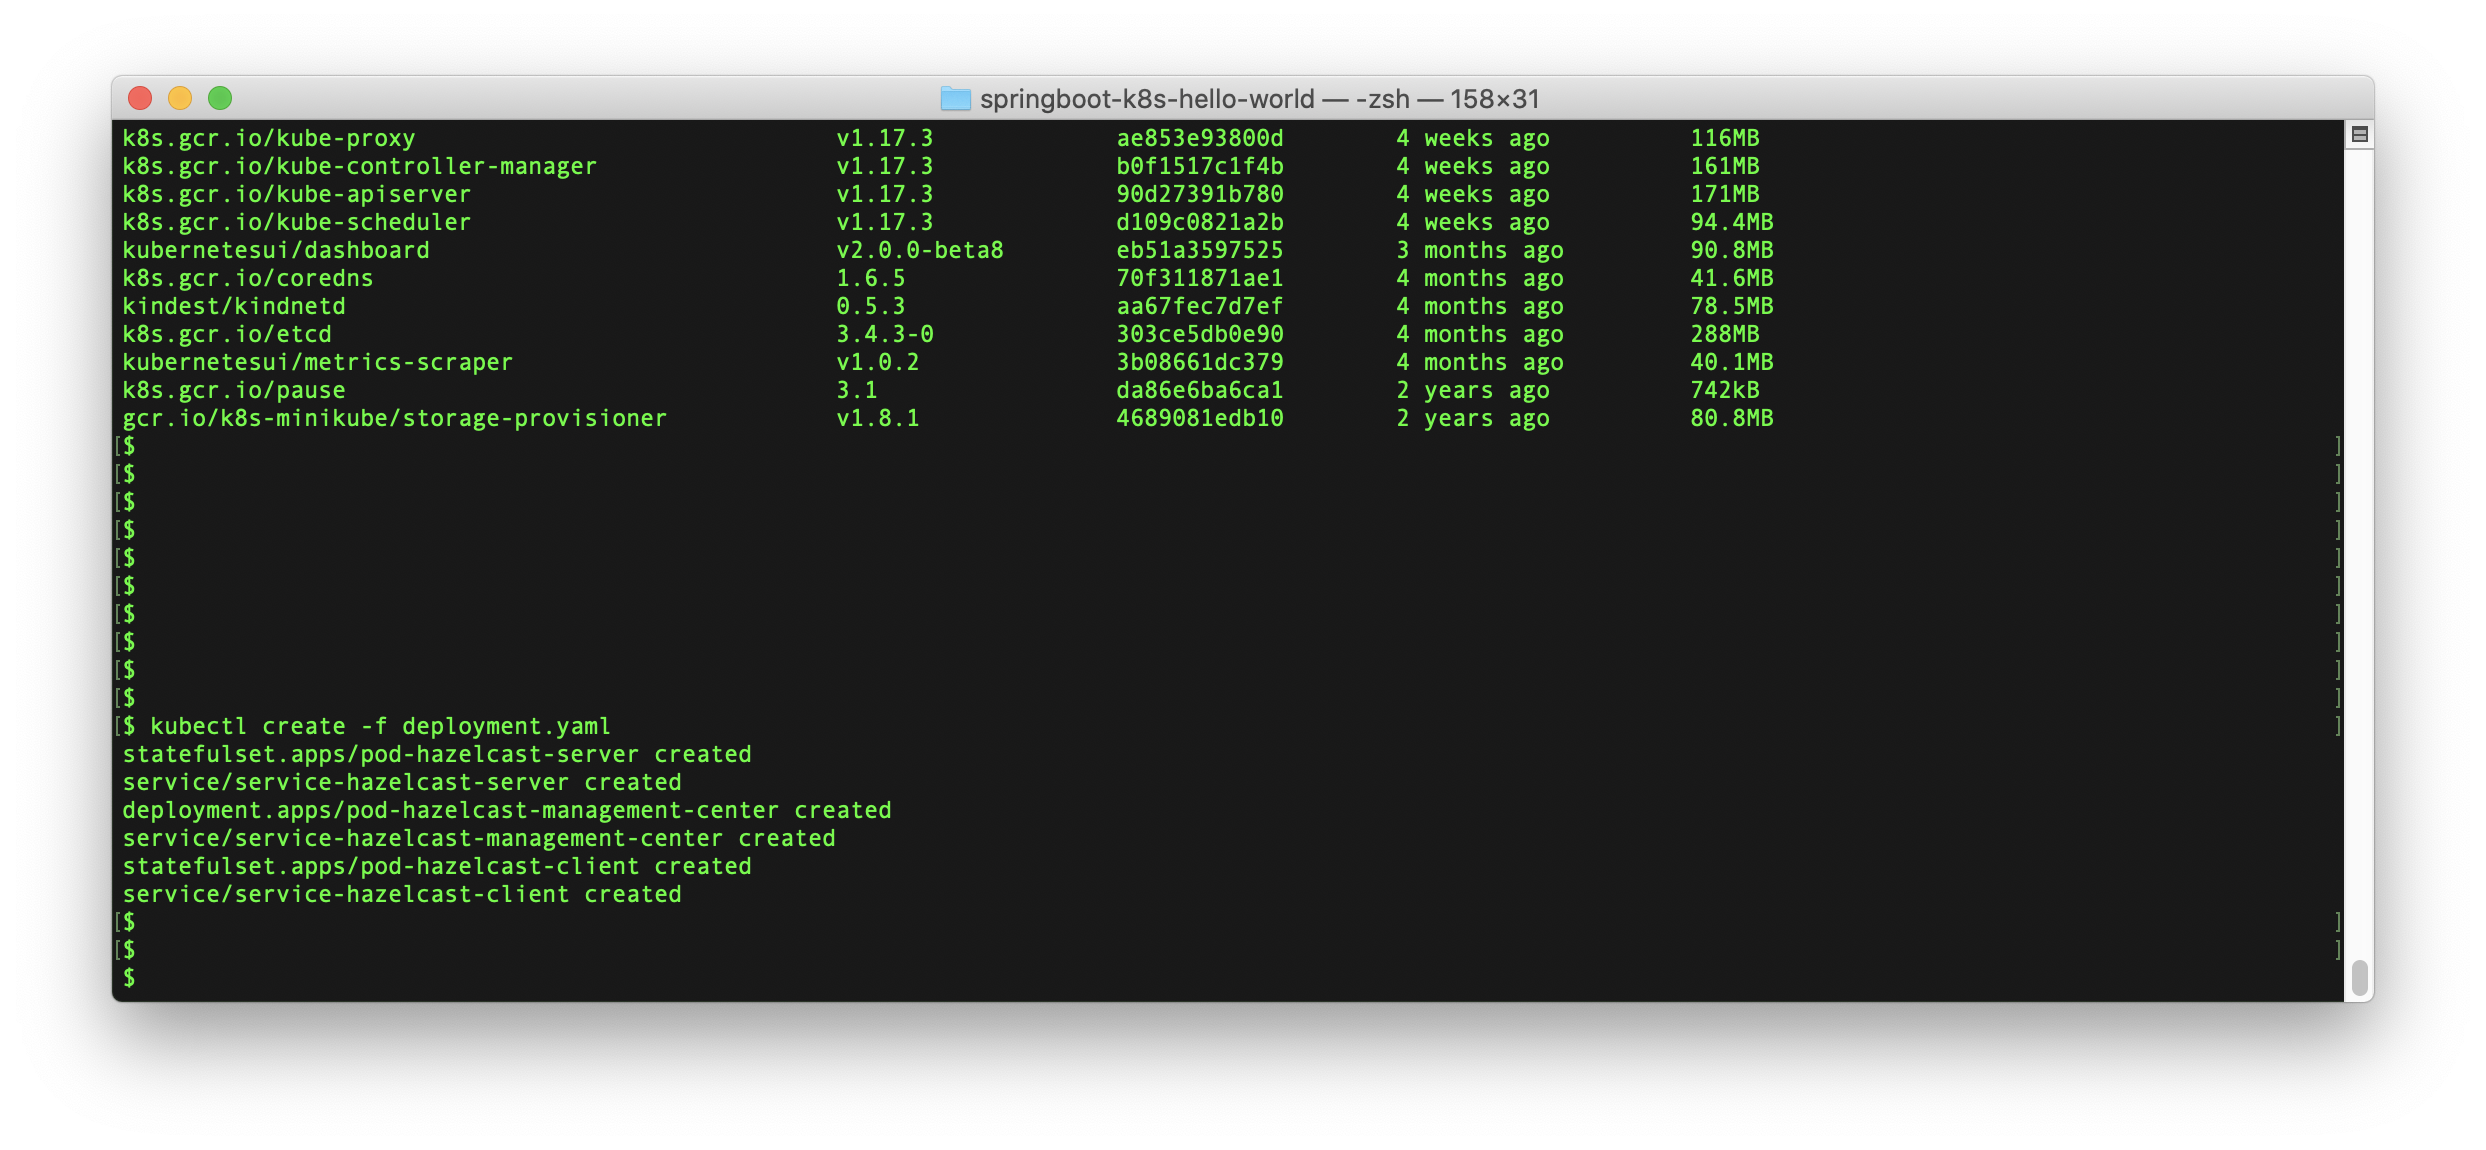 springboot-k8s-hello-world — -zsh — 158×31
k8s.gcr.io/kube-proxy v1.17.3 ae853e93800d 4 weeks ago 116MB
k8s.gcr.io/kube-controller-manager v1.17.3 b0f1517c1f4b 4 weeks ago 161MB
k8s.gcr.io/kube-apiserver v1.17.3 90d27391b780 4 weeks ago 171MB
k8s.gcr.io/kube-scheduler v1.17.3 d109c0821a2b 4 weeks ago 94.4MB
kubernetesui/dashboard v2.0.0-beta8 eb51a3597525 3 months ago 90.8MB
k8s.gcr.io/coredns 1.6.5 70f311871ae1 4 months ago 41.6MB
kindest/kindnetd 0.5.3 aa67fec7d7ef 4 months ago 78.5MB
k8s.gcr.io/etcd 3.4.3-0 303ce5db0e90 4 months ago 288MB
kubernetesui/metrics-scraper v1.0.2 3b08661dc379 4 months ago 40.1MB
k8s.gcr.io/pause 3.1 da86e6ba6ca1 2 years ago 742kB
gcr.io/k8s-minikube/storage-provisioner v1.8.1 4689081edb10 2 years ago 80.8MB
[$ ]
[$ ]
[$ ]
[$ ]
[$ ]
[$ ]
[$ ]
[$ ]
[$ ]
[$ ]
[$ kubectl create -f deployment.yaml ]
statefulset.apps/pod-hazelcast-server created
service/service-hazelcast-server created
deployment.apps/pod-hazelcast-management-center created
service/service-hazelcast-management-center created
statefulset.apps/pod-hazelcast-client created
service/service-hazelcast-client created
[$ ]
[$ ]
$